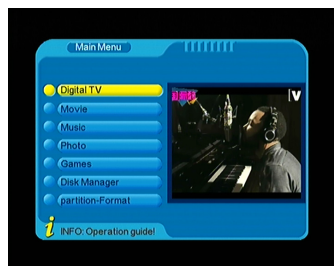 Main Menu
Digital TV
Movie
Music
Photo
Games
Disk Manager
partition-Format
[V
i INFO: Operation guide!